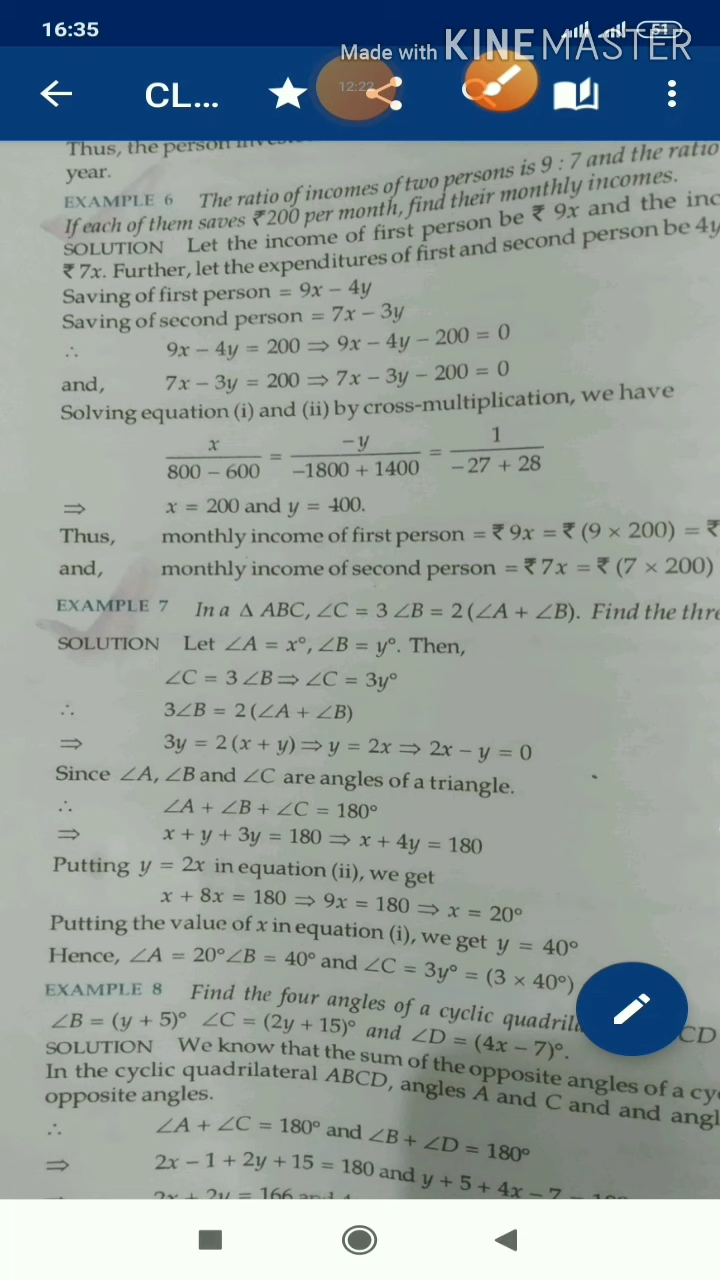 16:35
51
Made with KINEMASTER
12:22
CL...
Thus, the person
year.
EXAMPLE 6 The ratio of incomes of two persons is 9 : 7 and the ratio
If each of them saves ₹200 per month, find their monthly incomes.
SOLUTION Let the income of first person be ₹ 9x and the inc
₹ 7x. Further, let the expenditures of first and second person be 4y
Saving of first person = 9x − 4y
Saving of second person = 7x − 3y
∴ 9x − 4y = 200 ⇒ 9x − 4y − 200 = 0
and, 7x − 3y = 200 ⇒ 7x − 3y − 200 = 0
Solving equation (i) and (ii) by cross-multiplication, we have
x/(800 − 600) = −y/(−1800 + 1400) = 1/(−27 + 28)
⇒ x = 200 and y = 400.
Thus, monthly income of first person = ₹ 9x = ₹ (9 × 200) = ₹
and, monthly income of second person = ₹ 7x = ₹ (7 × 200)
EXAMPLE 7 In a Δ ABC, ∠C = 3 ∠B = 2 (∠A + ∠B). Find the thre
SOLUTION Let ∠A = x°, ∠B = y°. Then,
∠C = 3 ∠B ⇒ ∠C = 3y°
∴ 3∠B = 2 (∠A + ∠B)
⇒ 3y = 2 (x + y) ⇒ y = 2x ⇒ 2x − y = 0
Since ∠A, ∠B and ∠C are angles of a triangle.
∴ ∠A + ∠B + ∠C = 180°
⇒ x + y + 3y = 180 ⇒ x + 4y = 180
Putting y = 2x in equation (ii), we get
x + 8x = 180 ⇒ 9x = 180 ⇒ x = 20°
Putting the value of x in equation (i), we get y = 40°
Hence, ∠A = 20° ∠B = 40° and ∠C = 3y° = (3 × 40°)
EXAMPLE 8 Find the four angles of a cyclic quadril CD
∠B = (y + 5)° ∠C = (2y + 15)° and ∠D = (4x − 7)°.
SOLUTION We know that the sum of the opposite angles of a cy
In the cyclic quadrilateral ABCD, angles A and C and and angl
opposite angles.
∴ ∠A + ∠C = 180° and ∠B + ∠D = 180°
⇒ 2x − 1 + 2y + 15 = 180 and y + 5 + 4x − 7
2x + 2y = 166 and